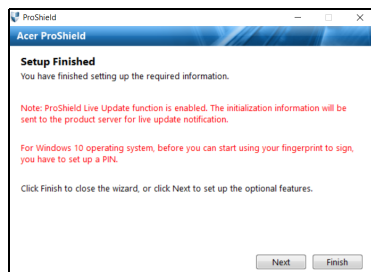 ProShield
Acer ProShield
Setup Finished
You have finished setting up the required information.
Note: ProShield Live Update function is enabled. The initialization information will be
sent to the product server for live update notification.
For Windows 10 operating system, before you can start using your fingerprint to sign,
you have to set up a PIN.
Click Finish to close the wizard, or click Next to set up the optional features.
Next
Finish